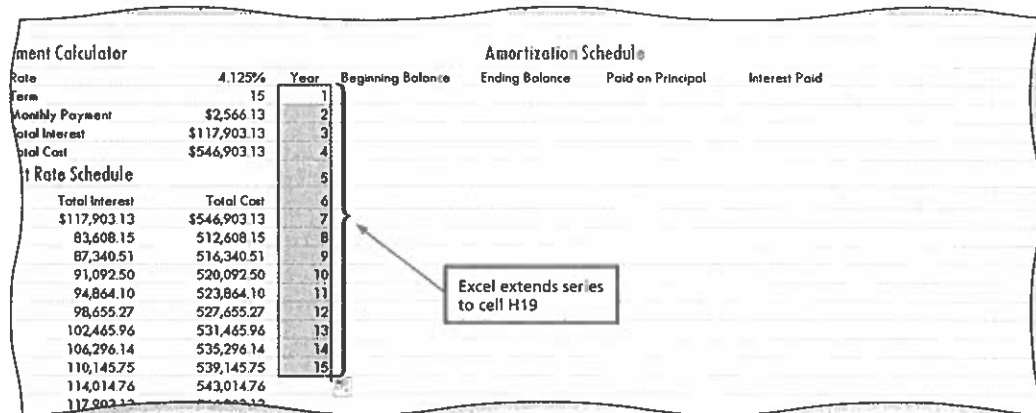 ment Calculator Amortization Schedule
Rate 4.125% Year Beginning Balance Ending Balance Paid on Principal Interest Paid
Term 15 1
Monthly Payment $2,566.13 2
otal Interest $117,903.13 3
otal Cost $546,903.13 4
t Rate Schedule 5
Total Interest Total Cost 6
$117,903.13 $546,903.13 7
83,608.15 512,608.15 8
87,340.51 516,340.51 9
91,092.50 520,092.50 10
94,864.10 523,864.10 11
98,655.27 527,655.27 12
102,465.96 531,465.96 13
106,296.14 535,296.14 14
110,145.75 539,145.75 15
114,014.76 543,014.76
117,903.13
Excel extends series
to cell H19